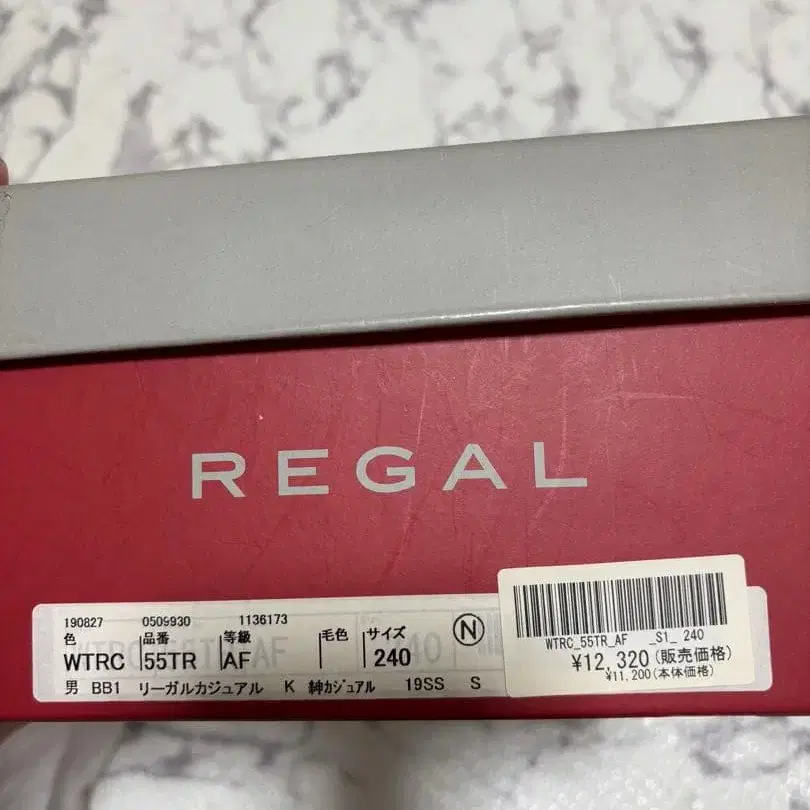 REGAL
190827 0509930 1136173
色 品番 等級 毛色 サイズ N
WTRC 55TR AF 240
男 BB1 リーガルカジュアル K 紳カジュアル 19SS S
WTRC_55TR_AF _S1_ 240
¥12,320(販売価格)
¥11,200(本体価格)